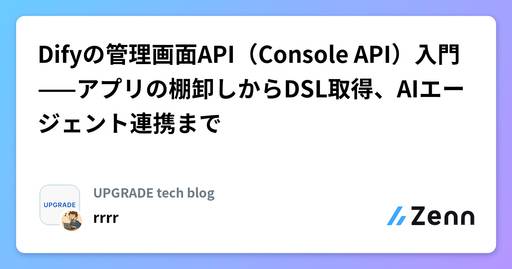 Difyの管理画面API（Console API）入門
——アプリの棚卸しからDSL取得、AIエー
ジェント連携まで
UPGRADE
UPGRADE tech blog
rrrr
Zenn